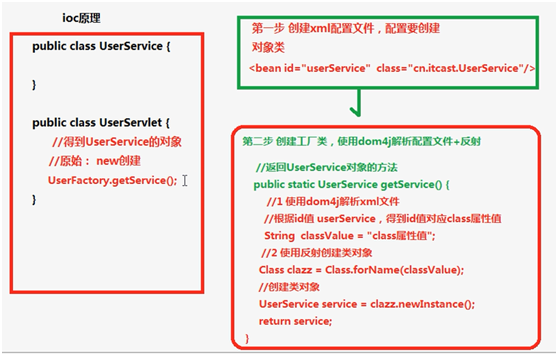 ioc原理
public class UserService {
}
public class UserServlet {
//得到UserService的对象
//原始： new创建
UserFactory.getService();
}
第一步 创建xml配置文件，配置要创建
对象类
<bean id="userService" class="cn.itcast.UserService"/>
第二步 创建工厂类，使用dom4j解析配置文件+反射
//返回UserService对象的方法
public static UserService getService() {
//1 使用dom4j解析xml文件
//根据id值 userService，得到id值对应class属性值
String classValue = "class属性值";
//2 使用反射创建类对象
Class clazz = Class.forName(classValue);
//创建类对象
UserService service = clazz.newInstance();
return service;
}